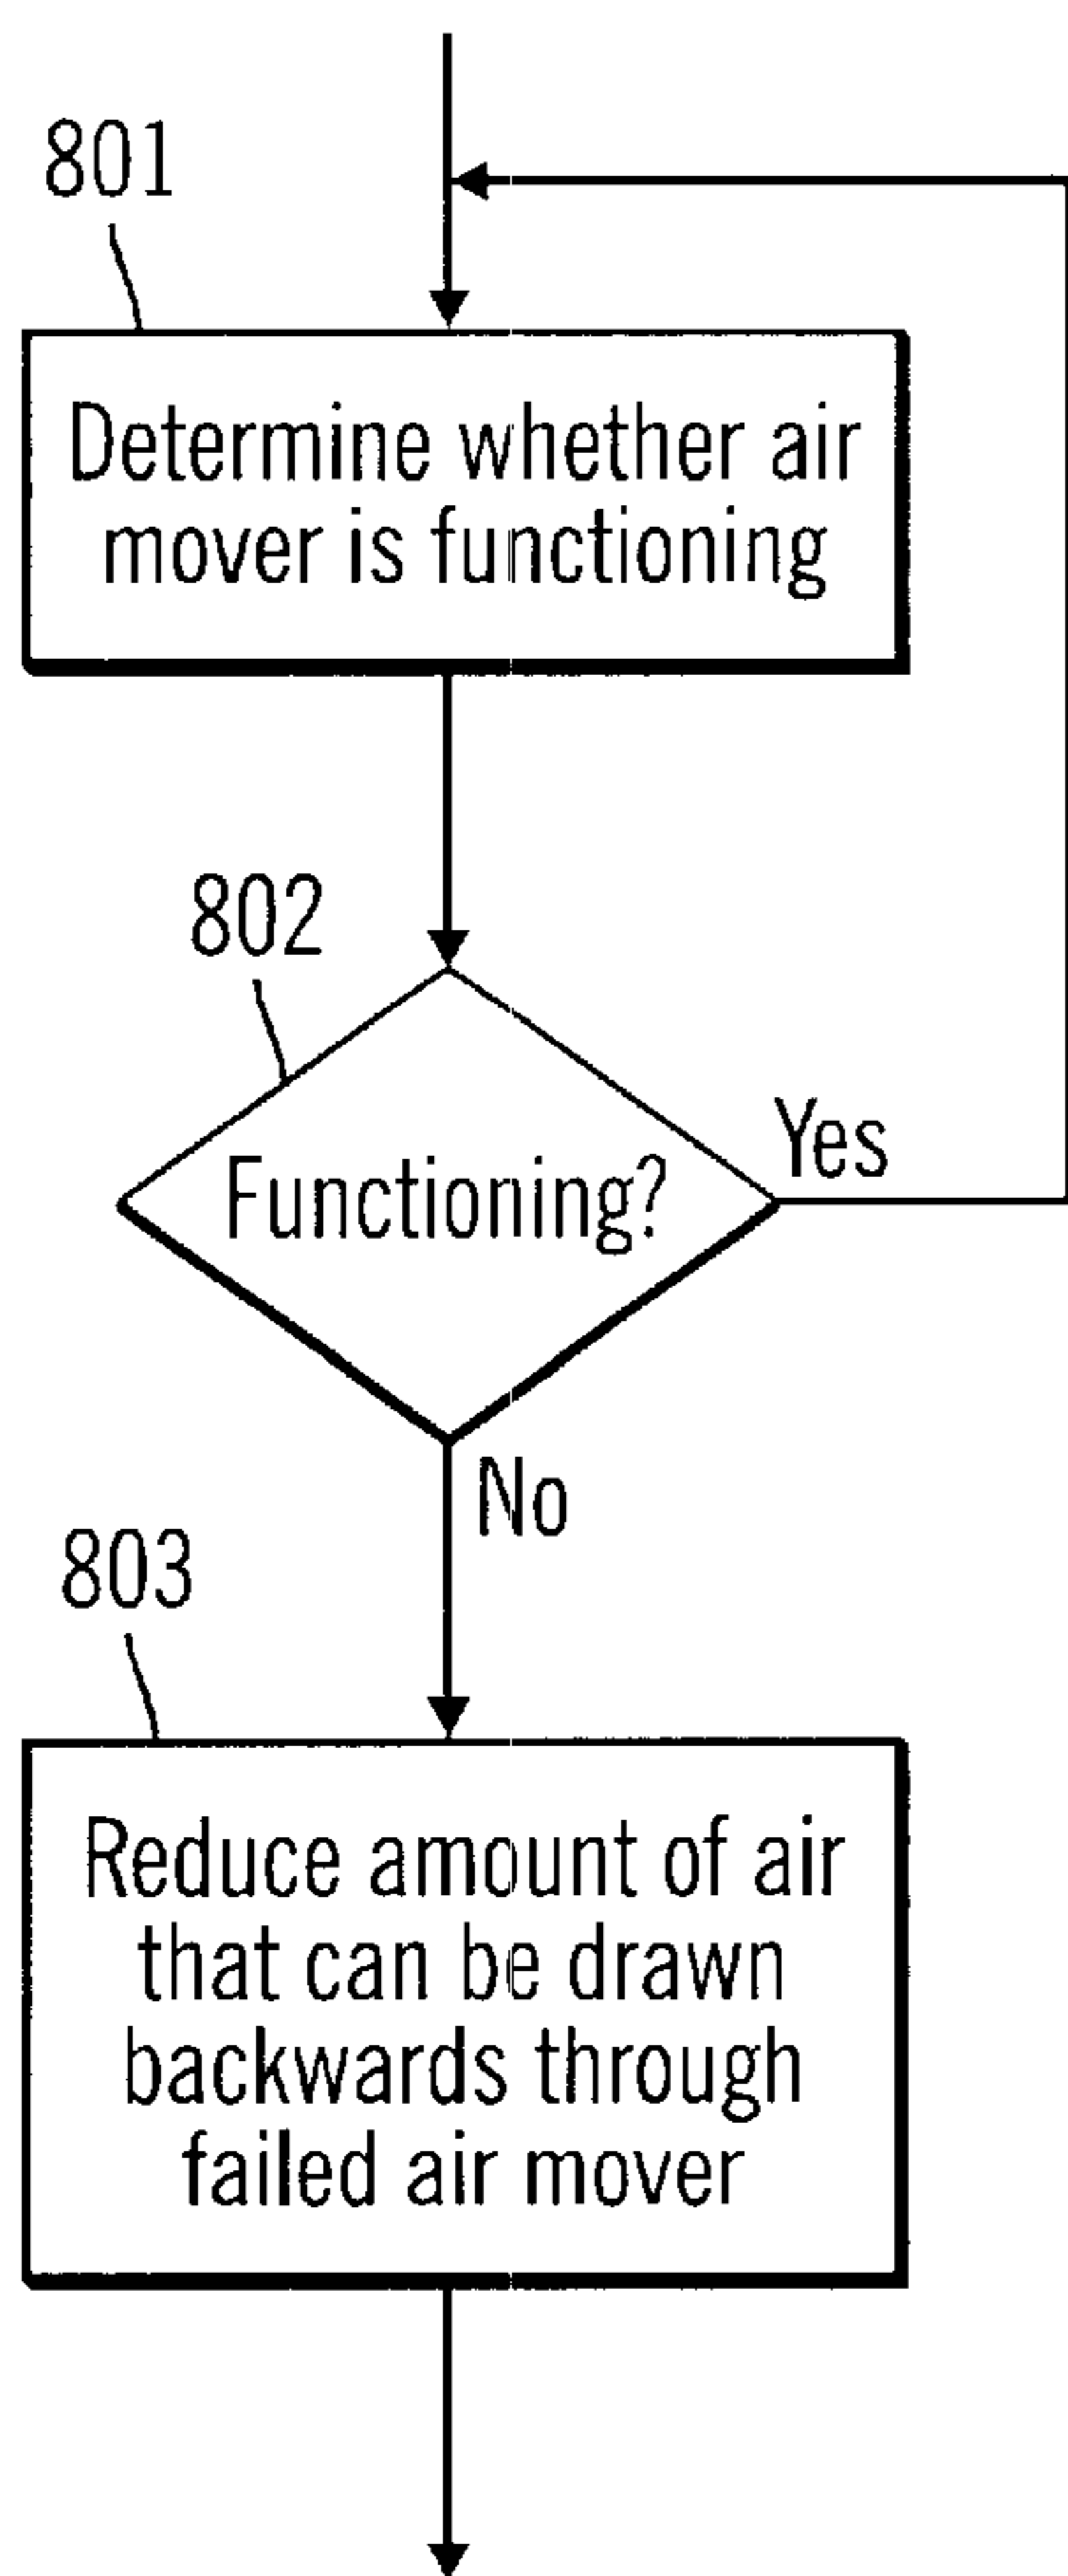 801
Determine whether air
mover is functioning
802
Functioning?
Yes
No
803
Reduce amount of air
that can be drawn
backwards through
failed air mover